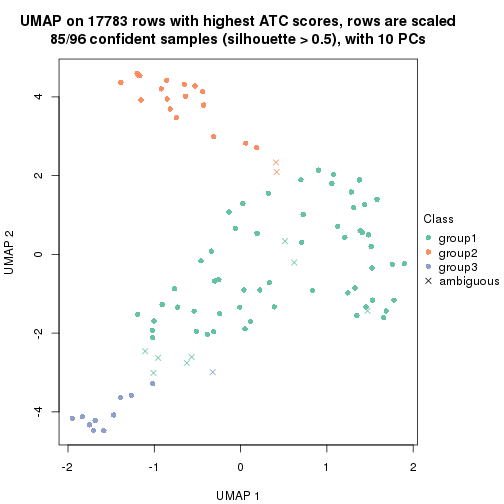 UMAP on 17783 rows with highest ATC scores, rows are scaled
85/96 confident samples (silhouette > 0.5), with 10 PCs
4
2
0
-2
-4
UMAP 2
-2
-1
0
1
2
UMAP 1
Class
group1
group2
group3
ambiguous